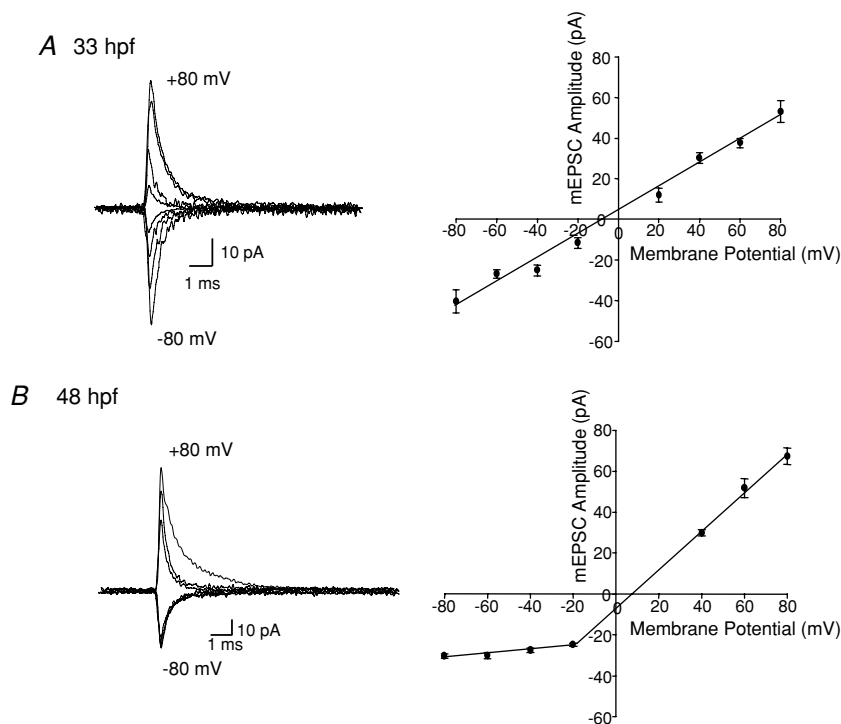 A 33 hpf
+80 mV
10 pA
1 ms
-80 mV
mEPSC Amplitude (pA)
80
60
40
20
0
-20
-40
-60
-80 -60 -40 -20 0 20 40 60 80
Membrane Potential (mV)
B 48 hpf
+80 mV
10 pA
1 ms
-80 mV
mEPSC Amplitude (pA)
80
60
40
20
0
-20
-40
-60
-80 -60 -40 -20 0 20 40 60 80
Membrane Potential (mV)